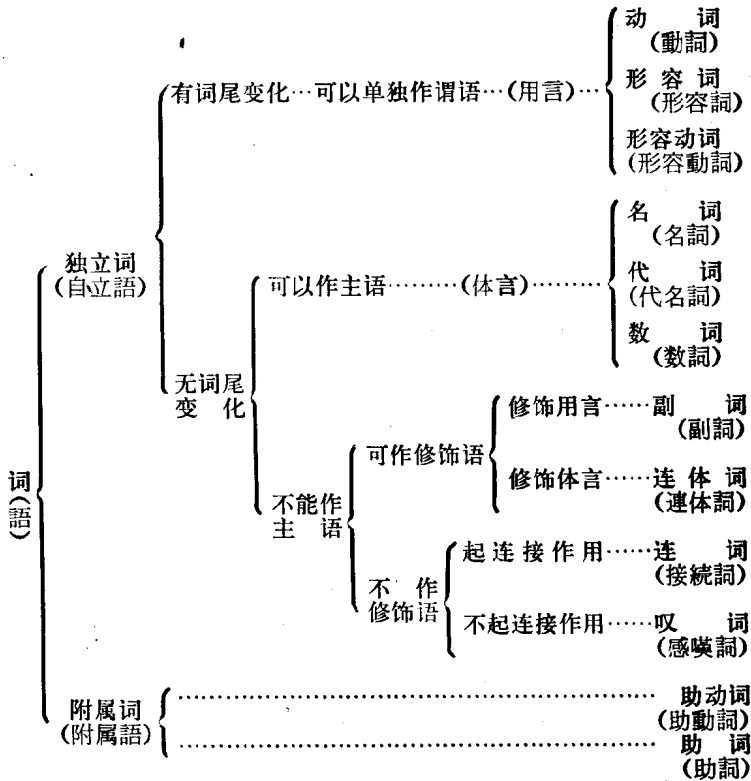 动 词
(動詞)
有词尾变化…可以单独作谓语…(用言)…
形 容 词
(形容詞)
形容动词
(形容動詞)
名 词
(名詞)
独立词
(自立語)
可以作主语………(体言)………
代 词
(代名詞)
数 词
(数詞)
无词尾
变 化
修饰用言……副 词
(副詞)
可作修饰语
修饰体言……连 体 词
(連体詞)
词
(語)
不能作
主 语
起 连 接 作 用……连 词
(接続詞)
不 作
修饰语
不起连接作用……叹 词
(感嘆詞)
附属词
(附属語)
………………………………………… 助动词
(助動詞)
………………………………………… 助 词
(助詞)